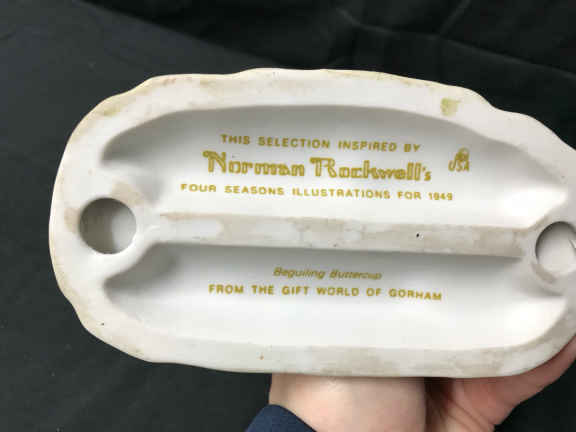 THIS SELECTION INSPIRED BY
Norman Rockwell's
USA
FOUR SEASONS ILLUSTRATIONS FOR 1949
Beguiling Buttercup
FROM THE GIFT WORLD OF GORHAM